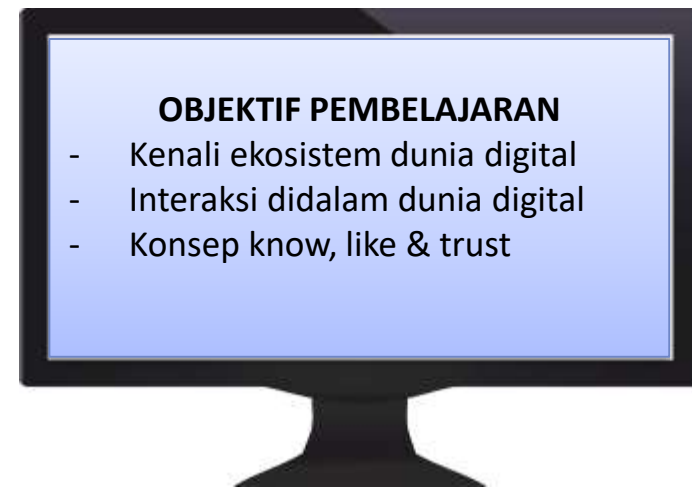 OBJEKTIF PEMBELAJARAN
- Kenali ekosistem dunia digital
- Interaksi didalam dunia digital
- Konsep know, like & trust